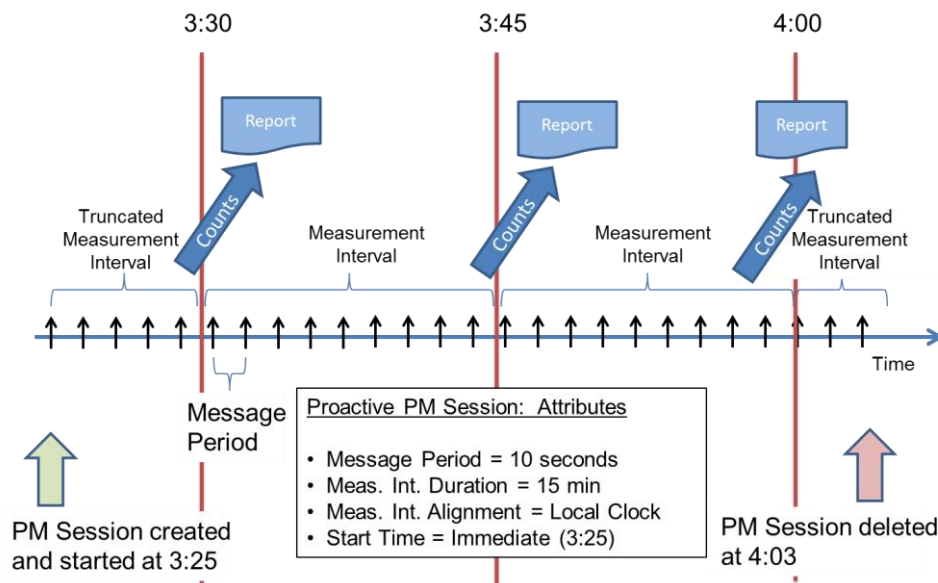 3:30
3:45
4:00
Report
Report
Report
Counts
Counts
Counts
Truncated
Measurement
Interval
Measurement
Interval
Measurement
Interval
Truncated
Measurement
Interval
Time
Message
Period
Proactive PM Session: Attributes
• Message Period = 10 seconds
• Meas. Int. Duration = 15 min
• Meas. Int. Alignment = Local Clock
• Start Time = Immediate (3:25)
PM Session created
and started at 3:25
PM Session deleted
at 4:03